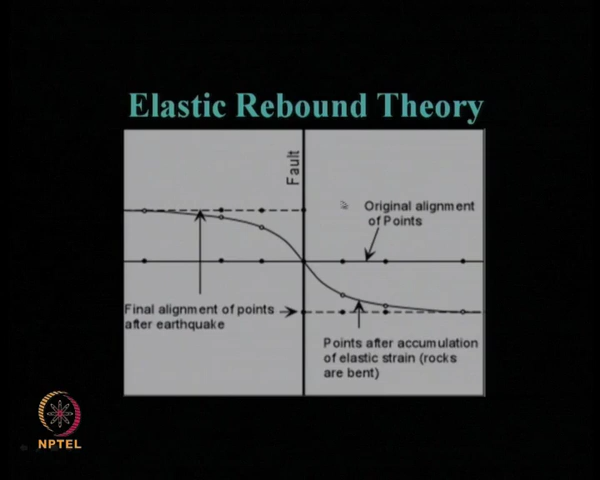 Elastic Rebound Theory
Fault
Original alignment
of Points
Final alignment of points
after earthquake
Points after accumulation
of elastic strain (rocks
are bent)
NPTEL